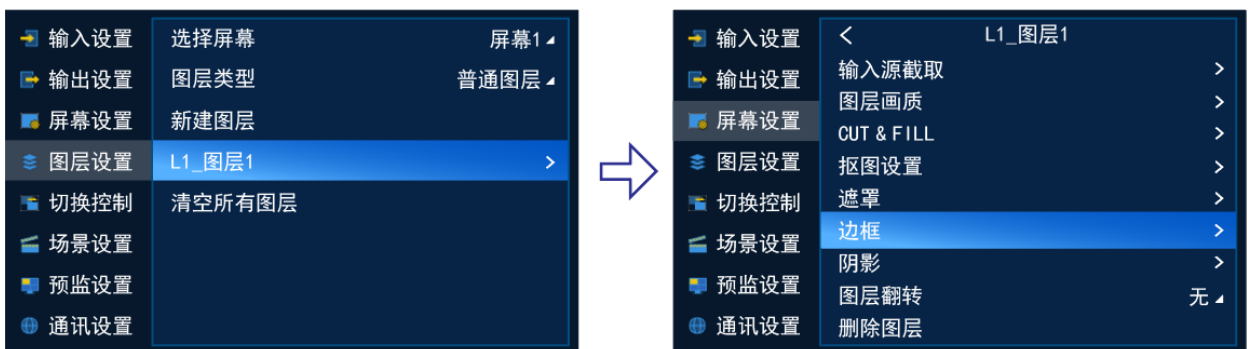 输入设置
输出设置
屏幕设置
图层设置
切换控制
场景设置
预监设置
通讯设置
选择屏幕 屏幕1
图层类型 普通图层
新建图层
L1_图层1 >
清空所有图层
输入设置
输出设置
屏幕设置
图层设置
切换控制
场景设置
预监设置
通讯设置
< L1_图层1
输入源截取 >
图层画质 >
CUT & FILL >
抠图设置 >
遮罩 >
边框 >
阴影 >
图层翻转 无
删除图层